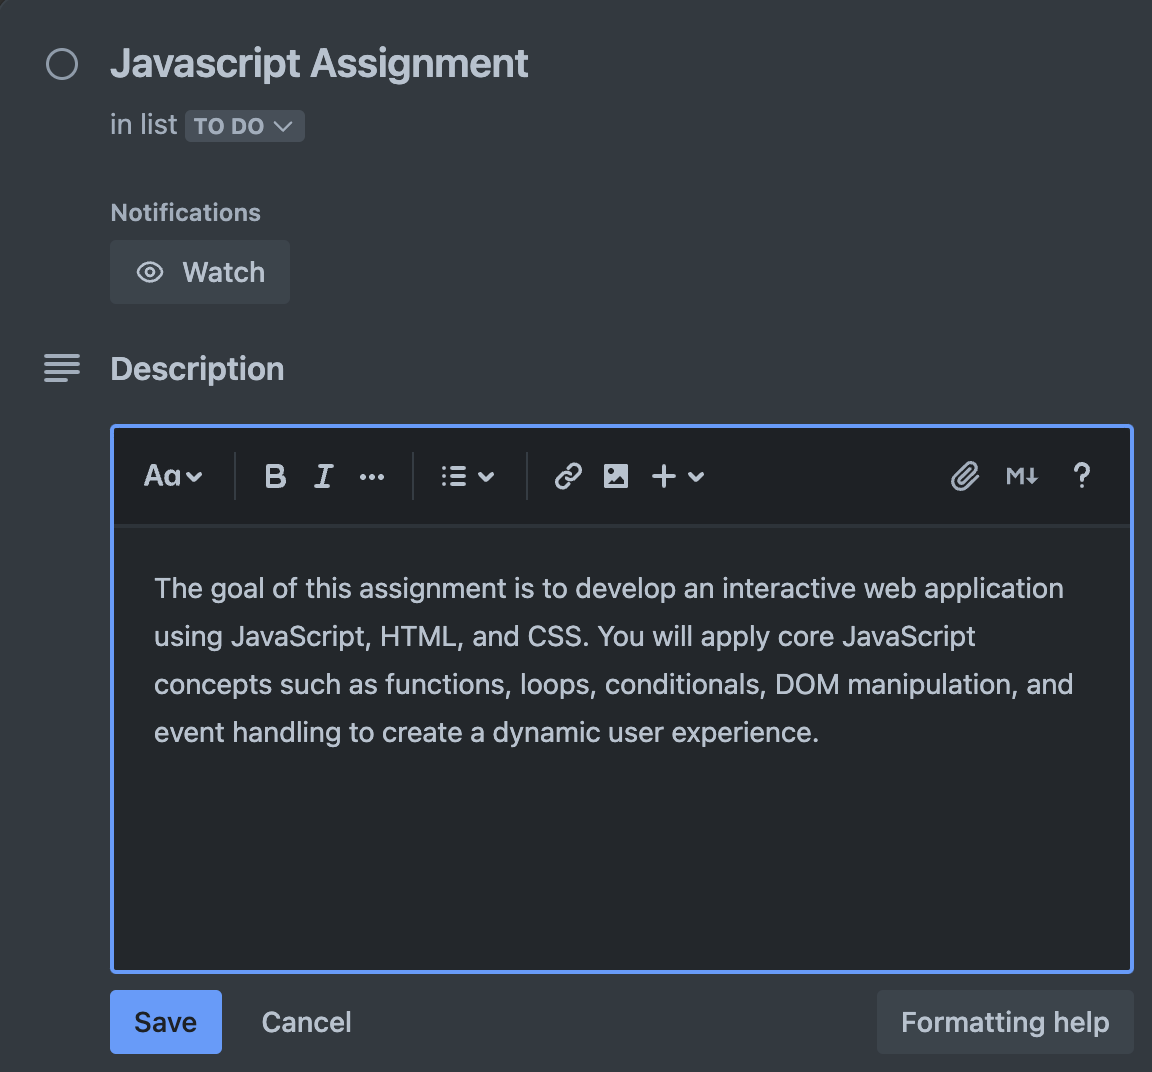 Javascript Assignment
in list TO DO
Notifications
Watch
Description
Aa B I M ?
The goal of this assignment is to develop an interactive web application
using JavaScript, HTML, and CSS. You will apply core JavaScript
concepts such as functions, loops, conditionals, DOM manipulation, and
event handling to create a dynamic user experience.
Save Cancel Formatting help